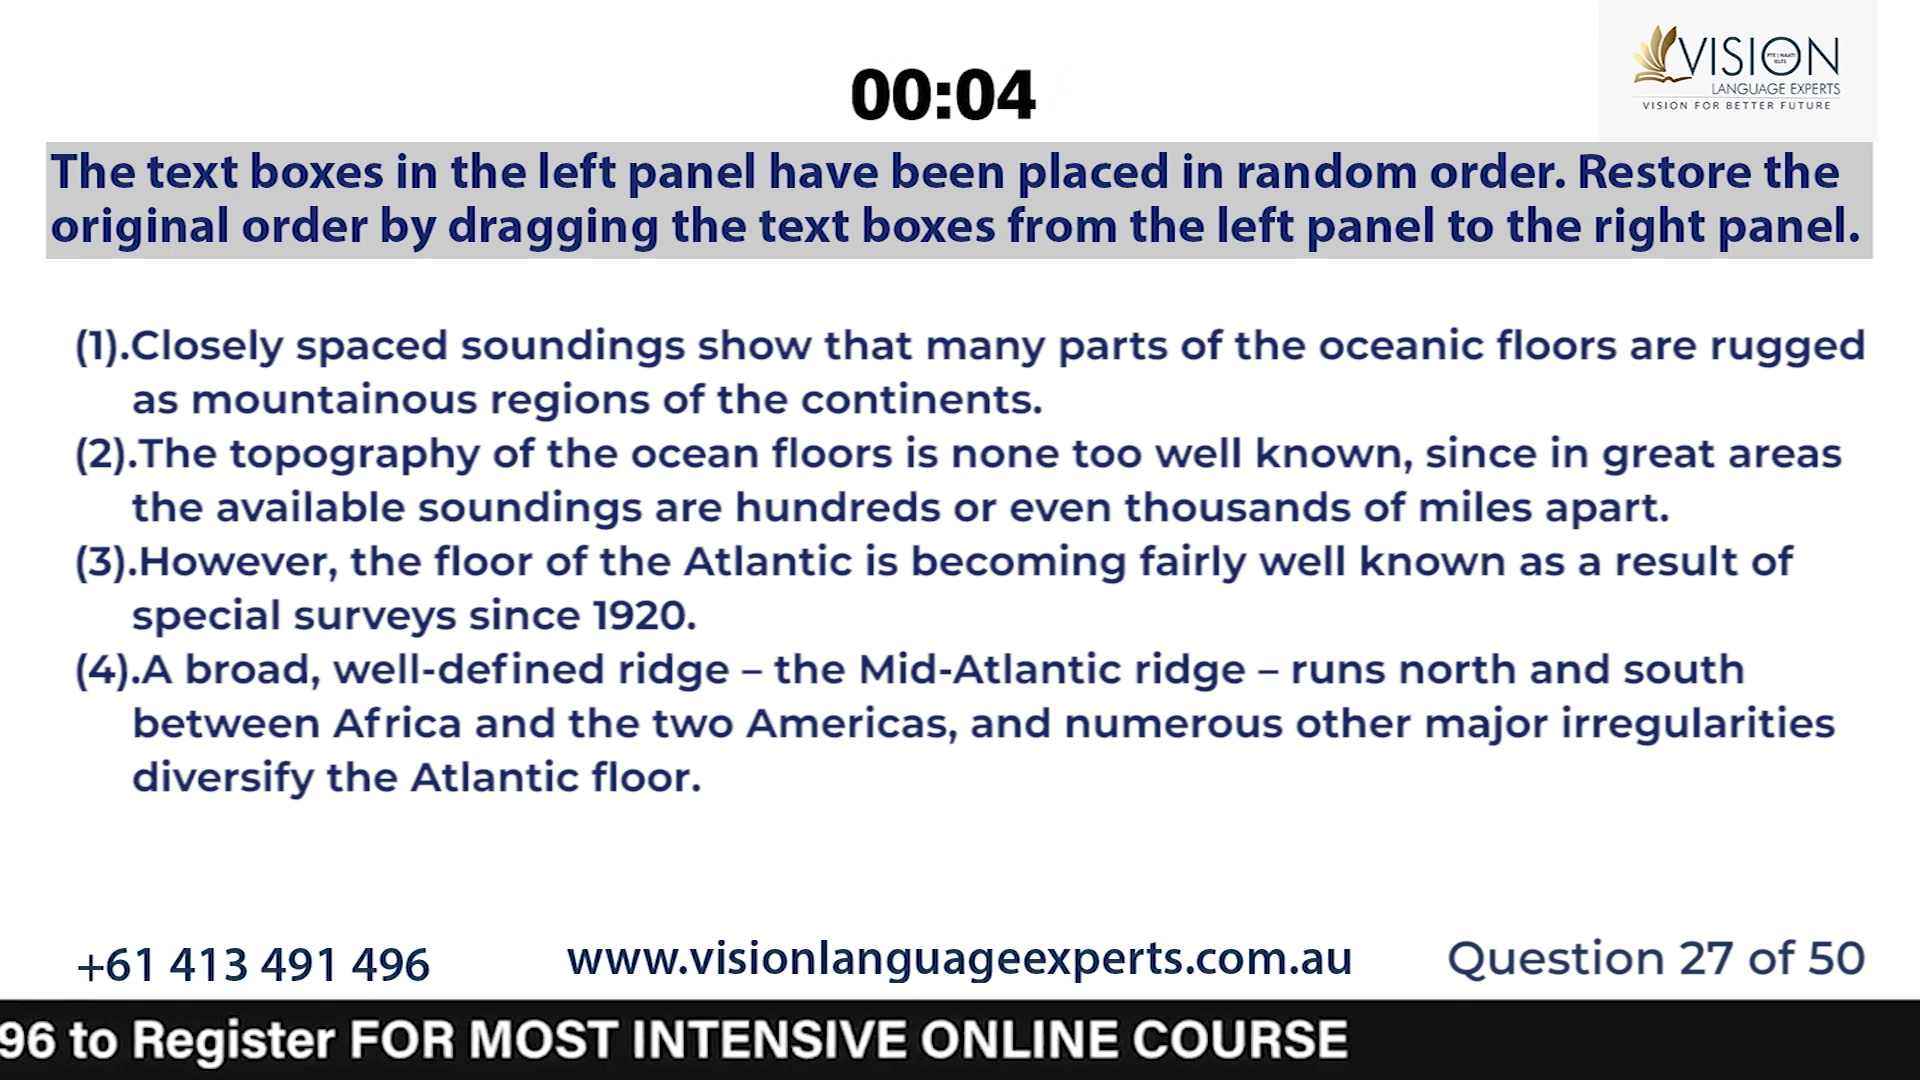 00:04
VISION
PTE | NAATI
IELTS
LANGUAGE EXPERTS
VISION FOR BETTER FUTURE
The text boxes in the left panel have been placed in random order. Restore the
original order by dragging the text boxes from the left panel to the right panel.
(1).Closely spaced soundings show that many parts of the oceanic floors are rugged
as mountainous regions of the continents.
(2).The topography of the ocean floors is none too well known, since in great areas
the available soundings are hundreds or even thousands of miles apart.
(3).However, the floor of the Atlantic is becoming fairly well known as a result of
special surveys since 1920.
(4).A broad, well-defined ridge – the Mid-Atlantic ridge – runs north and south
between Africa and the two Americas, and numerous other major irregularities
diversify the Atlantic floor.
+61 413 491 496
www.visionlanguageexperts.com.au
Question 27 of 50
96 to Register FOR MOST INTENSIVE ONLINE COURSE